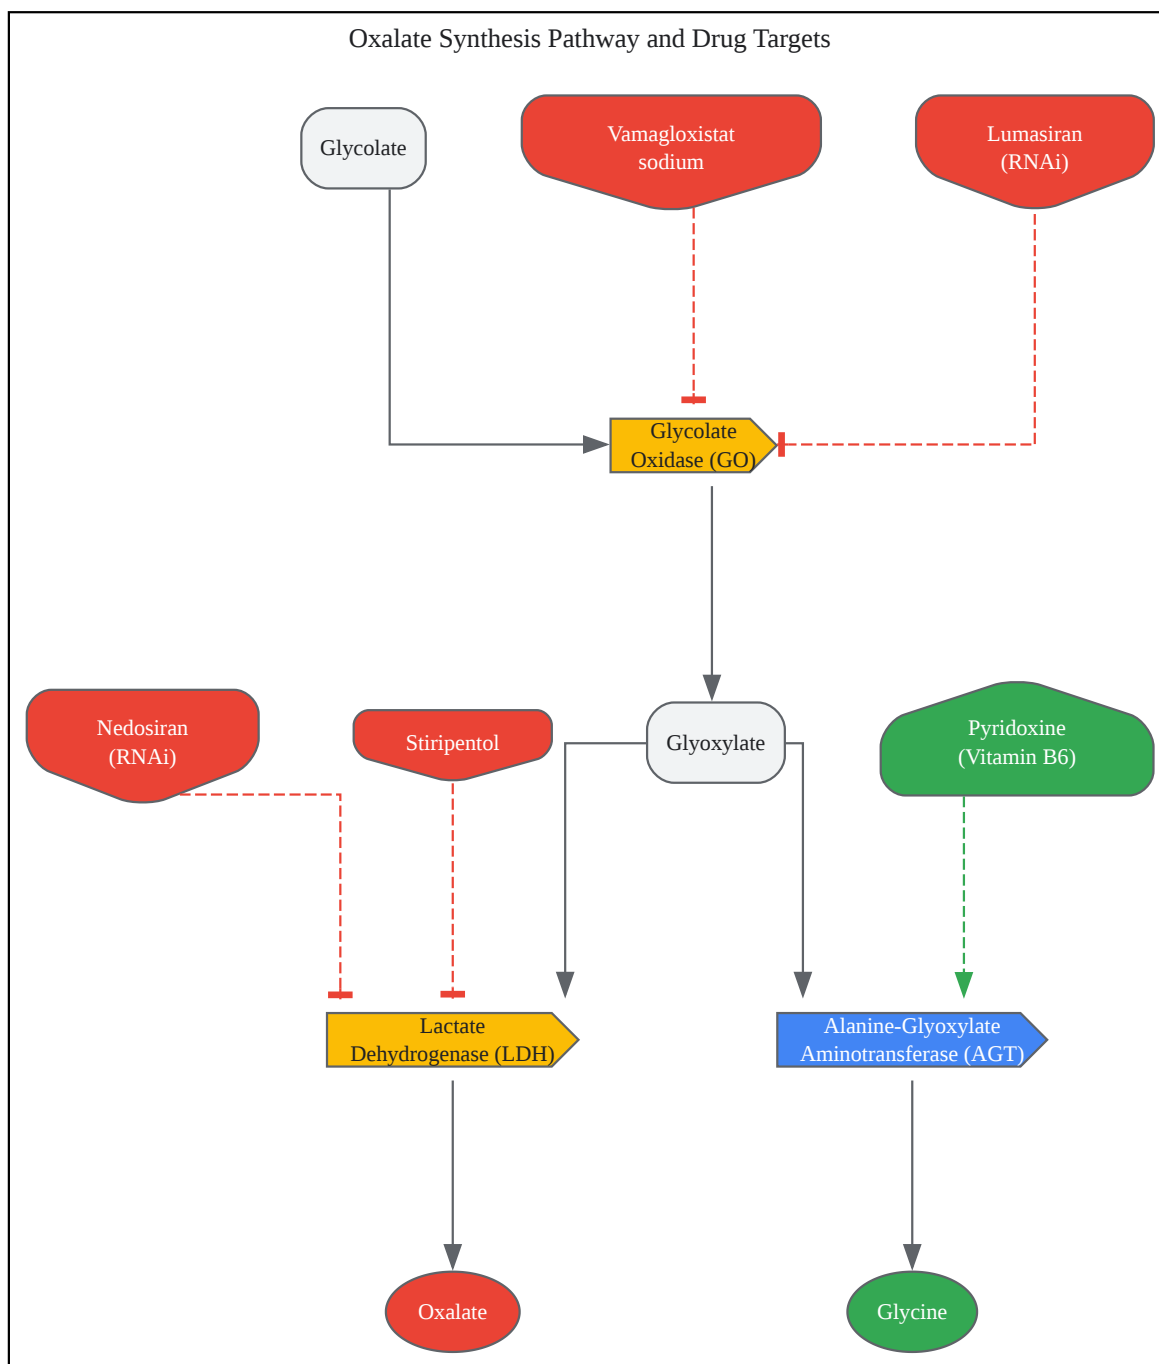 Oxalate Synthesis Pathway and Drug Targets
Glycolate
Vamagloxistat
sodium
Lumasiran
(RNAi)
Glycolate
Oxidase (GO)
Nedosiran
(RNAi)
Stiripentol
Glyoxylate
Pyridoxine
(Vitamin B6)
Lactate
Dehydrogenase (LDH)
Alanine-Glyoxylate
Aminotransferase (AGT)
Oxalate
Glycine